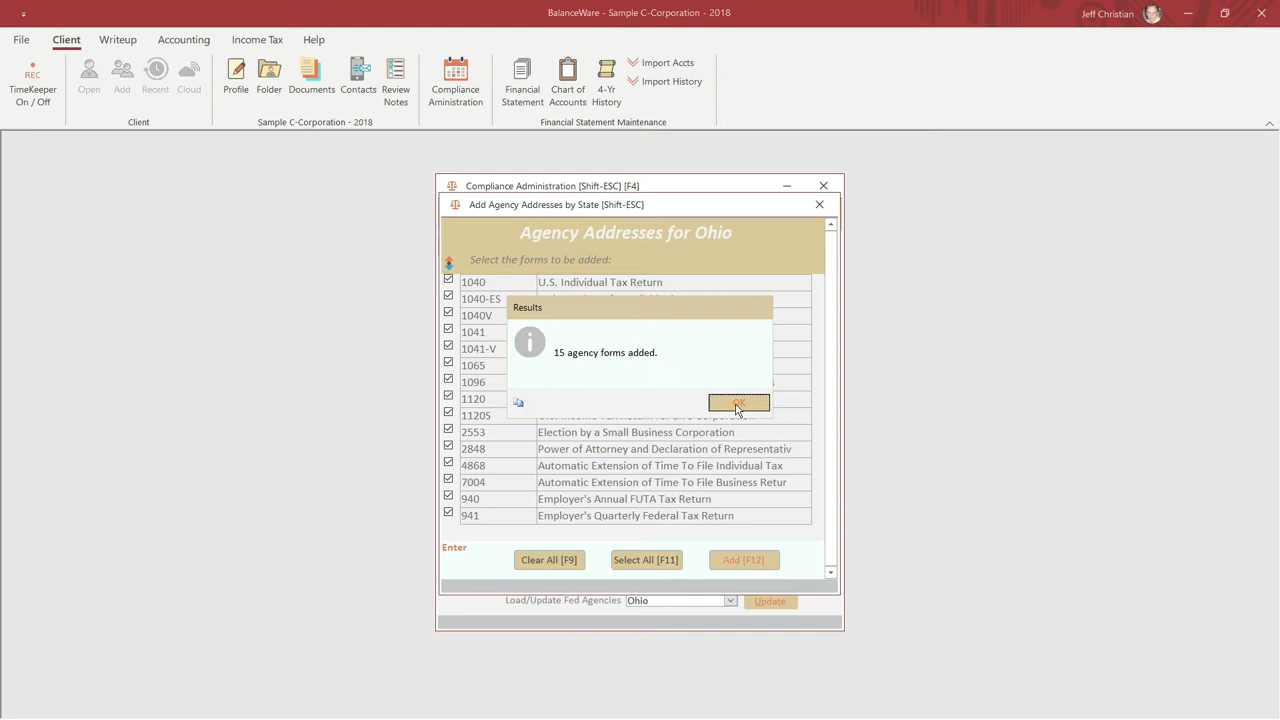 BalanceWare - Sample C-Corporation - 2018
Jeff Christian
File Client Writeup Accounting Income Tax Help
REC
TimeKeeper
On / Off
Open
Add
Recent
Cloud
Client
Profile
Folder
Documents
Contacts
Review
Notes
Sample C-Corporation - 2018
Compliance
Aministration
Financial
Statement
Chart of
Accounts
4-Yr
History
Import Accts
Import History
Financial Statement Maintenance
Compliance Administration [Shift-ESC] [F4]
Add Agency Addresses by State [Shift-ESC]
Agency Addresses for Ohio
Select the forms to be added:
1040 U.S. Individual Tax Return
1040-ES
1040V
1041
1041-V
1065
1096
1120
1120S
2553 Election by a Small Business Corporation
2848 Power of Attorney and Declaration of Representativ
4868 Automatic Extension of Time To File Individual Tax
7004 Automatic Extension of Time To File Business Retur
940 Employer's Annual FUTA Tax Return
941 Employer's Quarterly Federal Tax Return
Results
15 agency forms added.
OK
Enter
Clear All [F9] Select All [F11] Add [F12]
Load/Update Fed Agencies Ohio Update